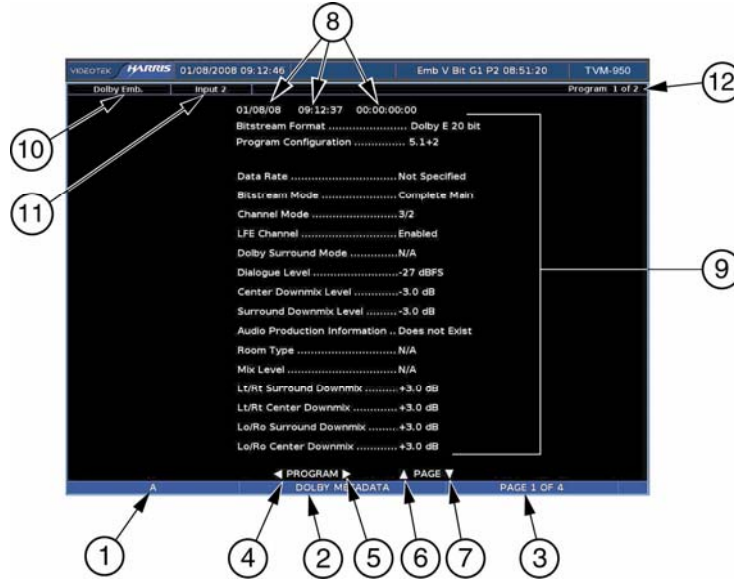 8
VIDEOTEK HARRIS 01/08/2008 09:12:46 Emb V Bit G1 P2 08:51:20 TVM-950
Dolby Emb. Input 2 Program 1 of 2
12
10
11
01/08/08 09:12:37 00:00:00:00
Bitstream Format .................... Dolby E 20 bit
Program Configuration .............. 5.1+2
Data Rate .......................... Not Specified
Bitstream Mode ................... Complete Main
Channel Mode ..................... 3/2
LFE Channel ....................... Enabled
Dolby Surround Mode ............ N/A
Dialogue Level ..................... -27 dBFS
Center Downmix Level ........... -3.0 dB
Surround Downmix Level ........ -3.0 dB
Audio Production Information .. Does not Exist
Room Type ......................... N/A
Mix Level ........................... N/A
Lt/Rt Surround Downmix ......... +3.0 dB
Lt/Rt Center Downmix ........... +3.0 dB
Lo/Ro Surround Downmix ......... +3.0 dB
Lo/Ro Center Downmix ........... +3.0 dB
9
◀ PROGRAM ▶ ▲ PAGE ▼
A DOLBY METADATA PAGE 1 OF 4
1 4 2 5 6 7 3